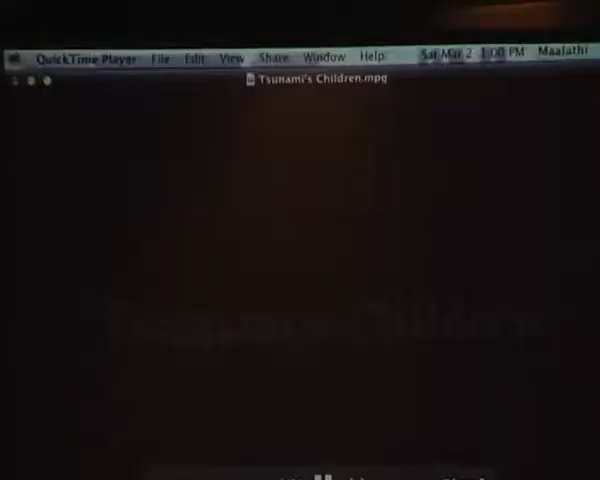 QuickTime Player File Edit View Share Window Help Sat Mar 2 1:00 PM Maalathi
Tsunami's Children.mpg
Tsunami's Children